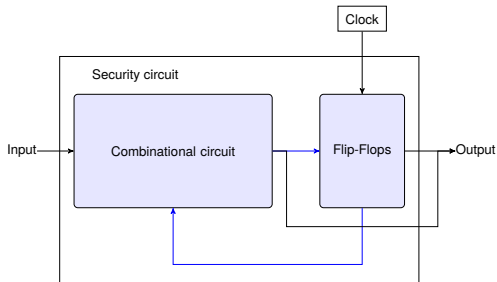 Clock
Security circuit
Input
Combinational circuit
Flip-Flops
Output